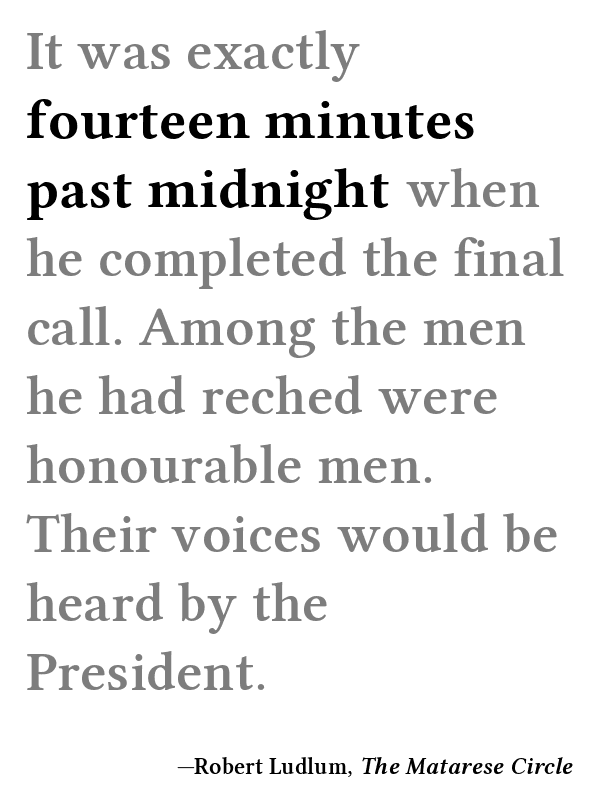 It was exactly
fourteen minutes
past midnight when
he completed the final
call. Among the men
he had reched were
honourable men.
Their voices would be
heard by the
President.
—Robert Ludlum, The Matarese Circle